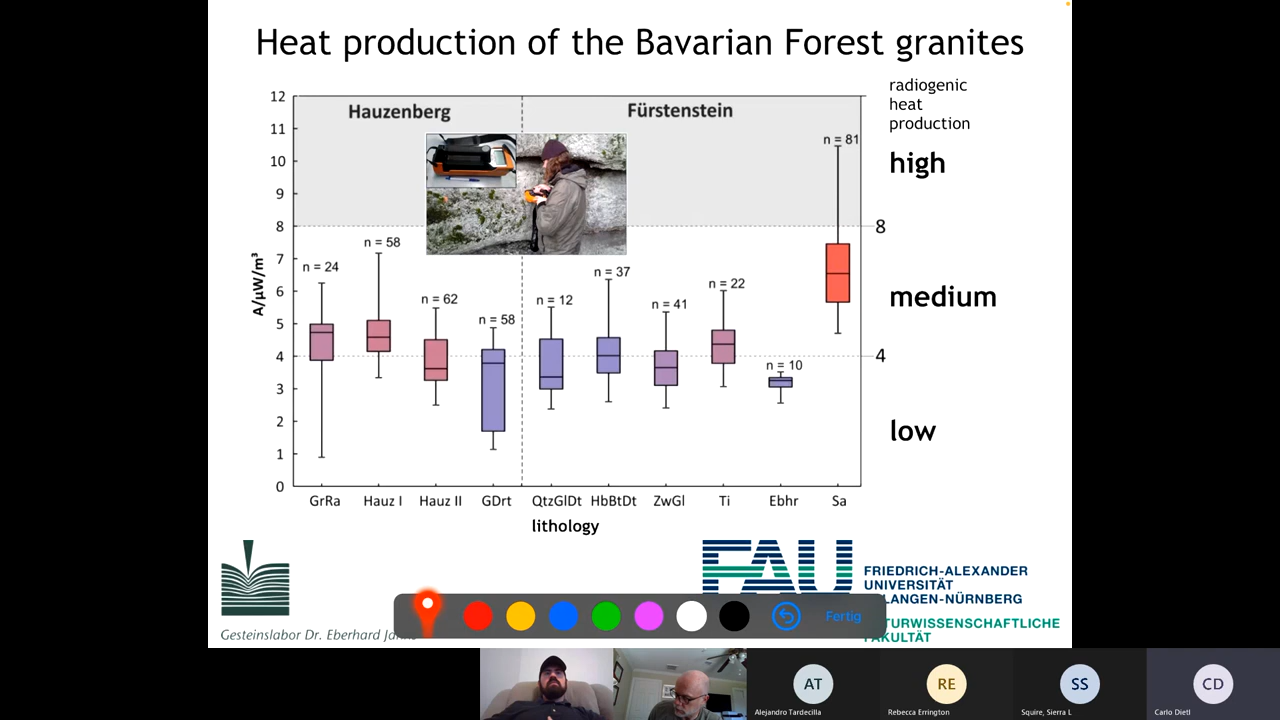 Heat production of the Bavarian Forest granites
radiogenic
heat
production
high
medium
low
Hauzenberg
Fürstenstein
12
11
10
9
8
7
6
5
4
3
2
1
0
A/µW/m³
n = 24
n = 58
n = 62
n = 58
n = 12
n = 37
n = 41
n = 22
n = 10
n = 81
8
4
GrRa Hauz I Hauz II GDrt QtzGlDt HbBtDt ZwGl Ti Ebhr Sa
lithology
Gesteinslabor Dr. Eberhard
FAU
FRIEDRICH-ALEXANDER
UNIVERSITÄT
LANGEN-NÜRNBERG
TURWISSENSCHAFTLICHE
FAKULTÄT
Fertig
AT
RE
SS
CD
Alejandro Tardecilla
Rebecca Errington
Squire, Sierra L
Carlo Dietl